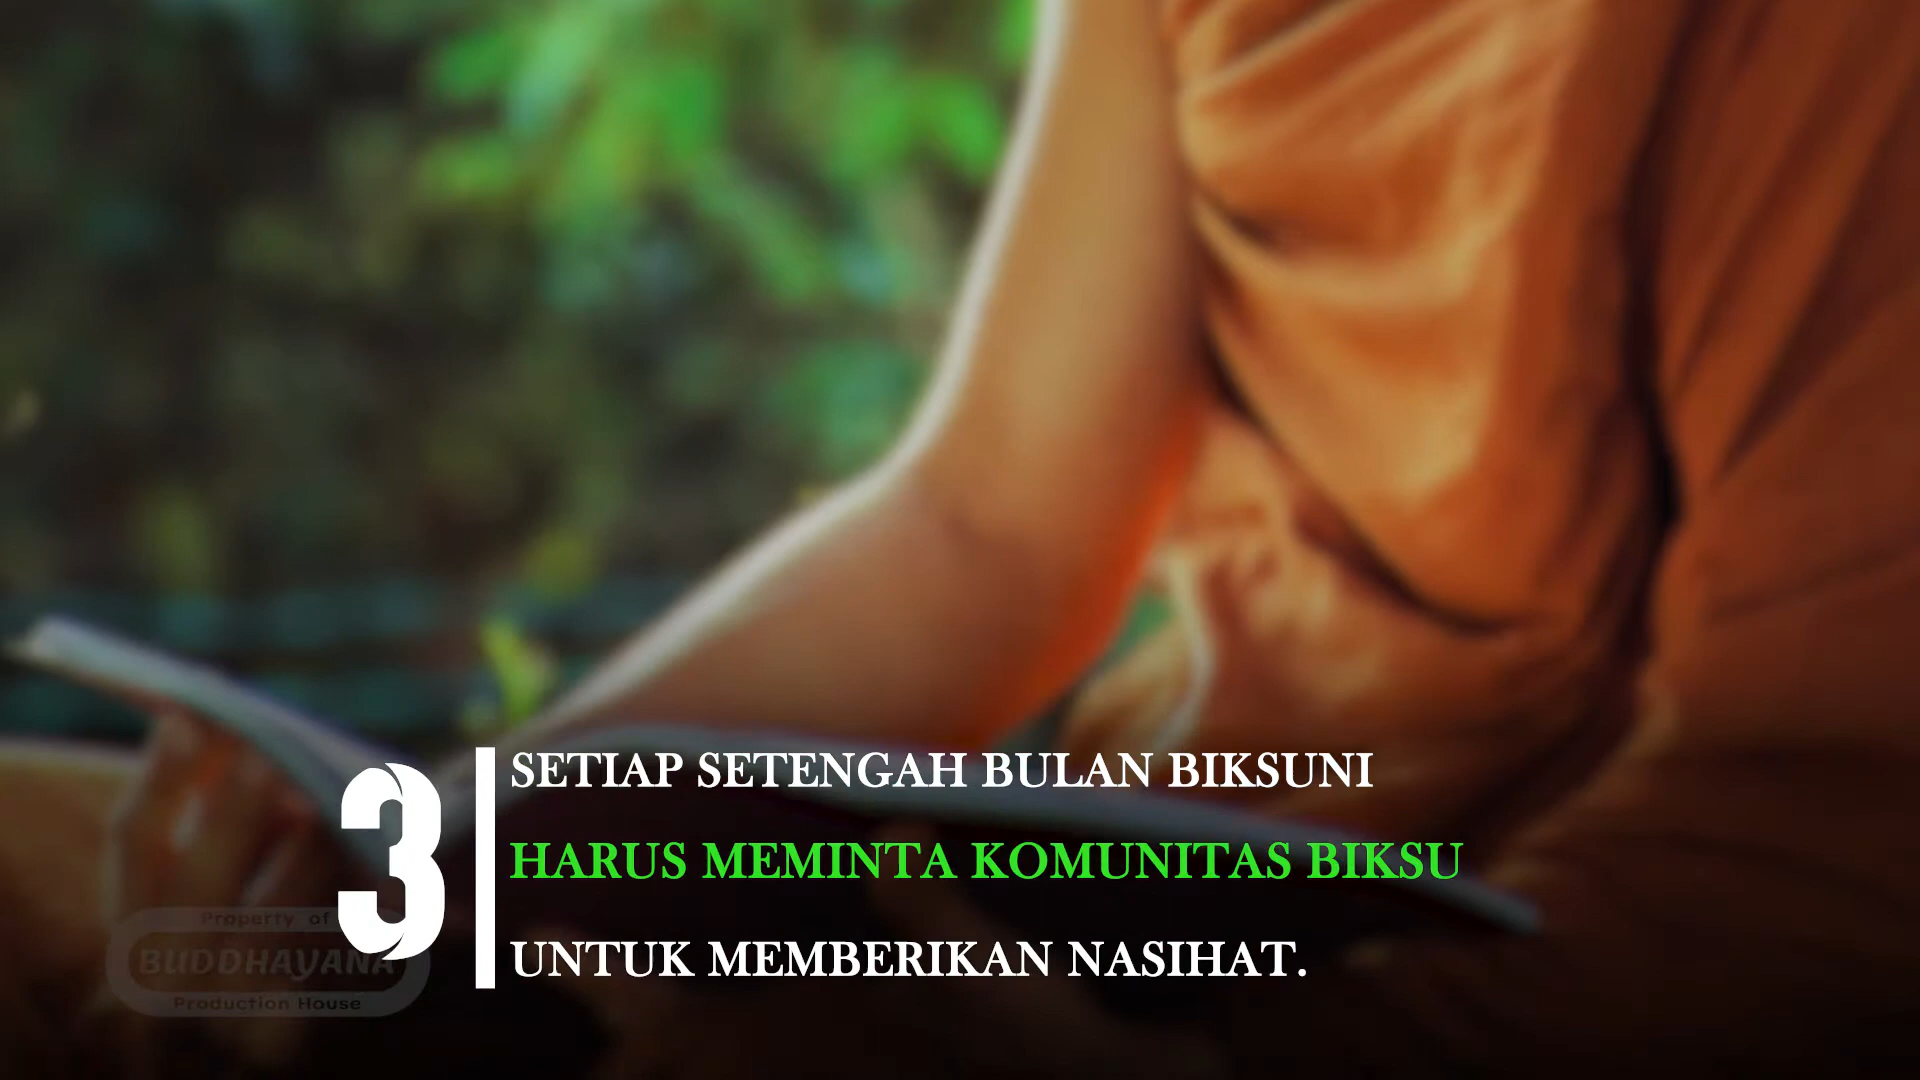 3
SETIAP SETENGAH BULAN BIKSUNI
HARUS MEMINTA KOMUNITAS BIKSU
UNTUK MEMBERIKAN NASIHAT.
Property of
BUDDHAYANA
Production House